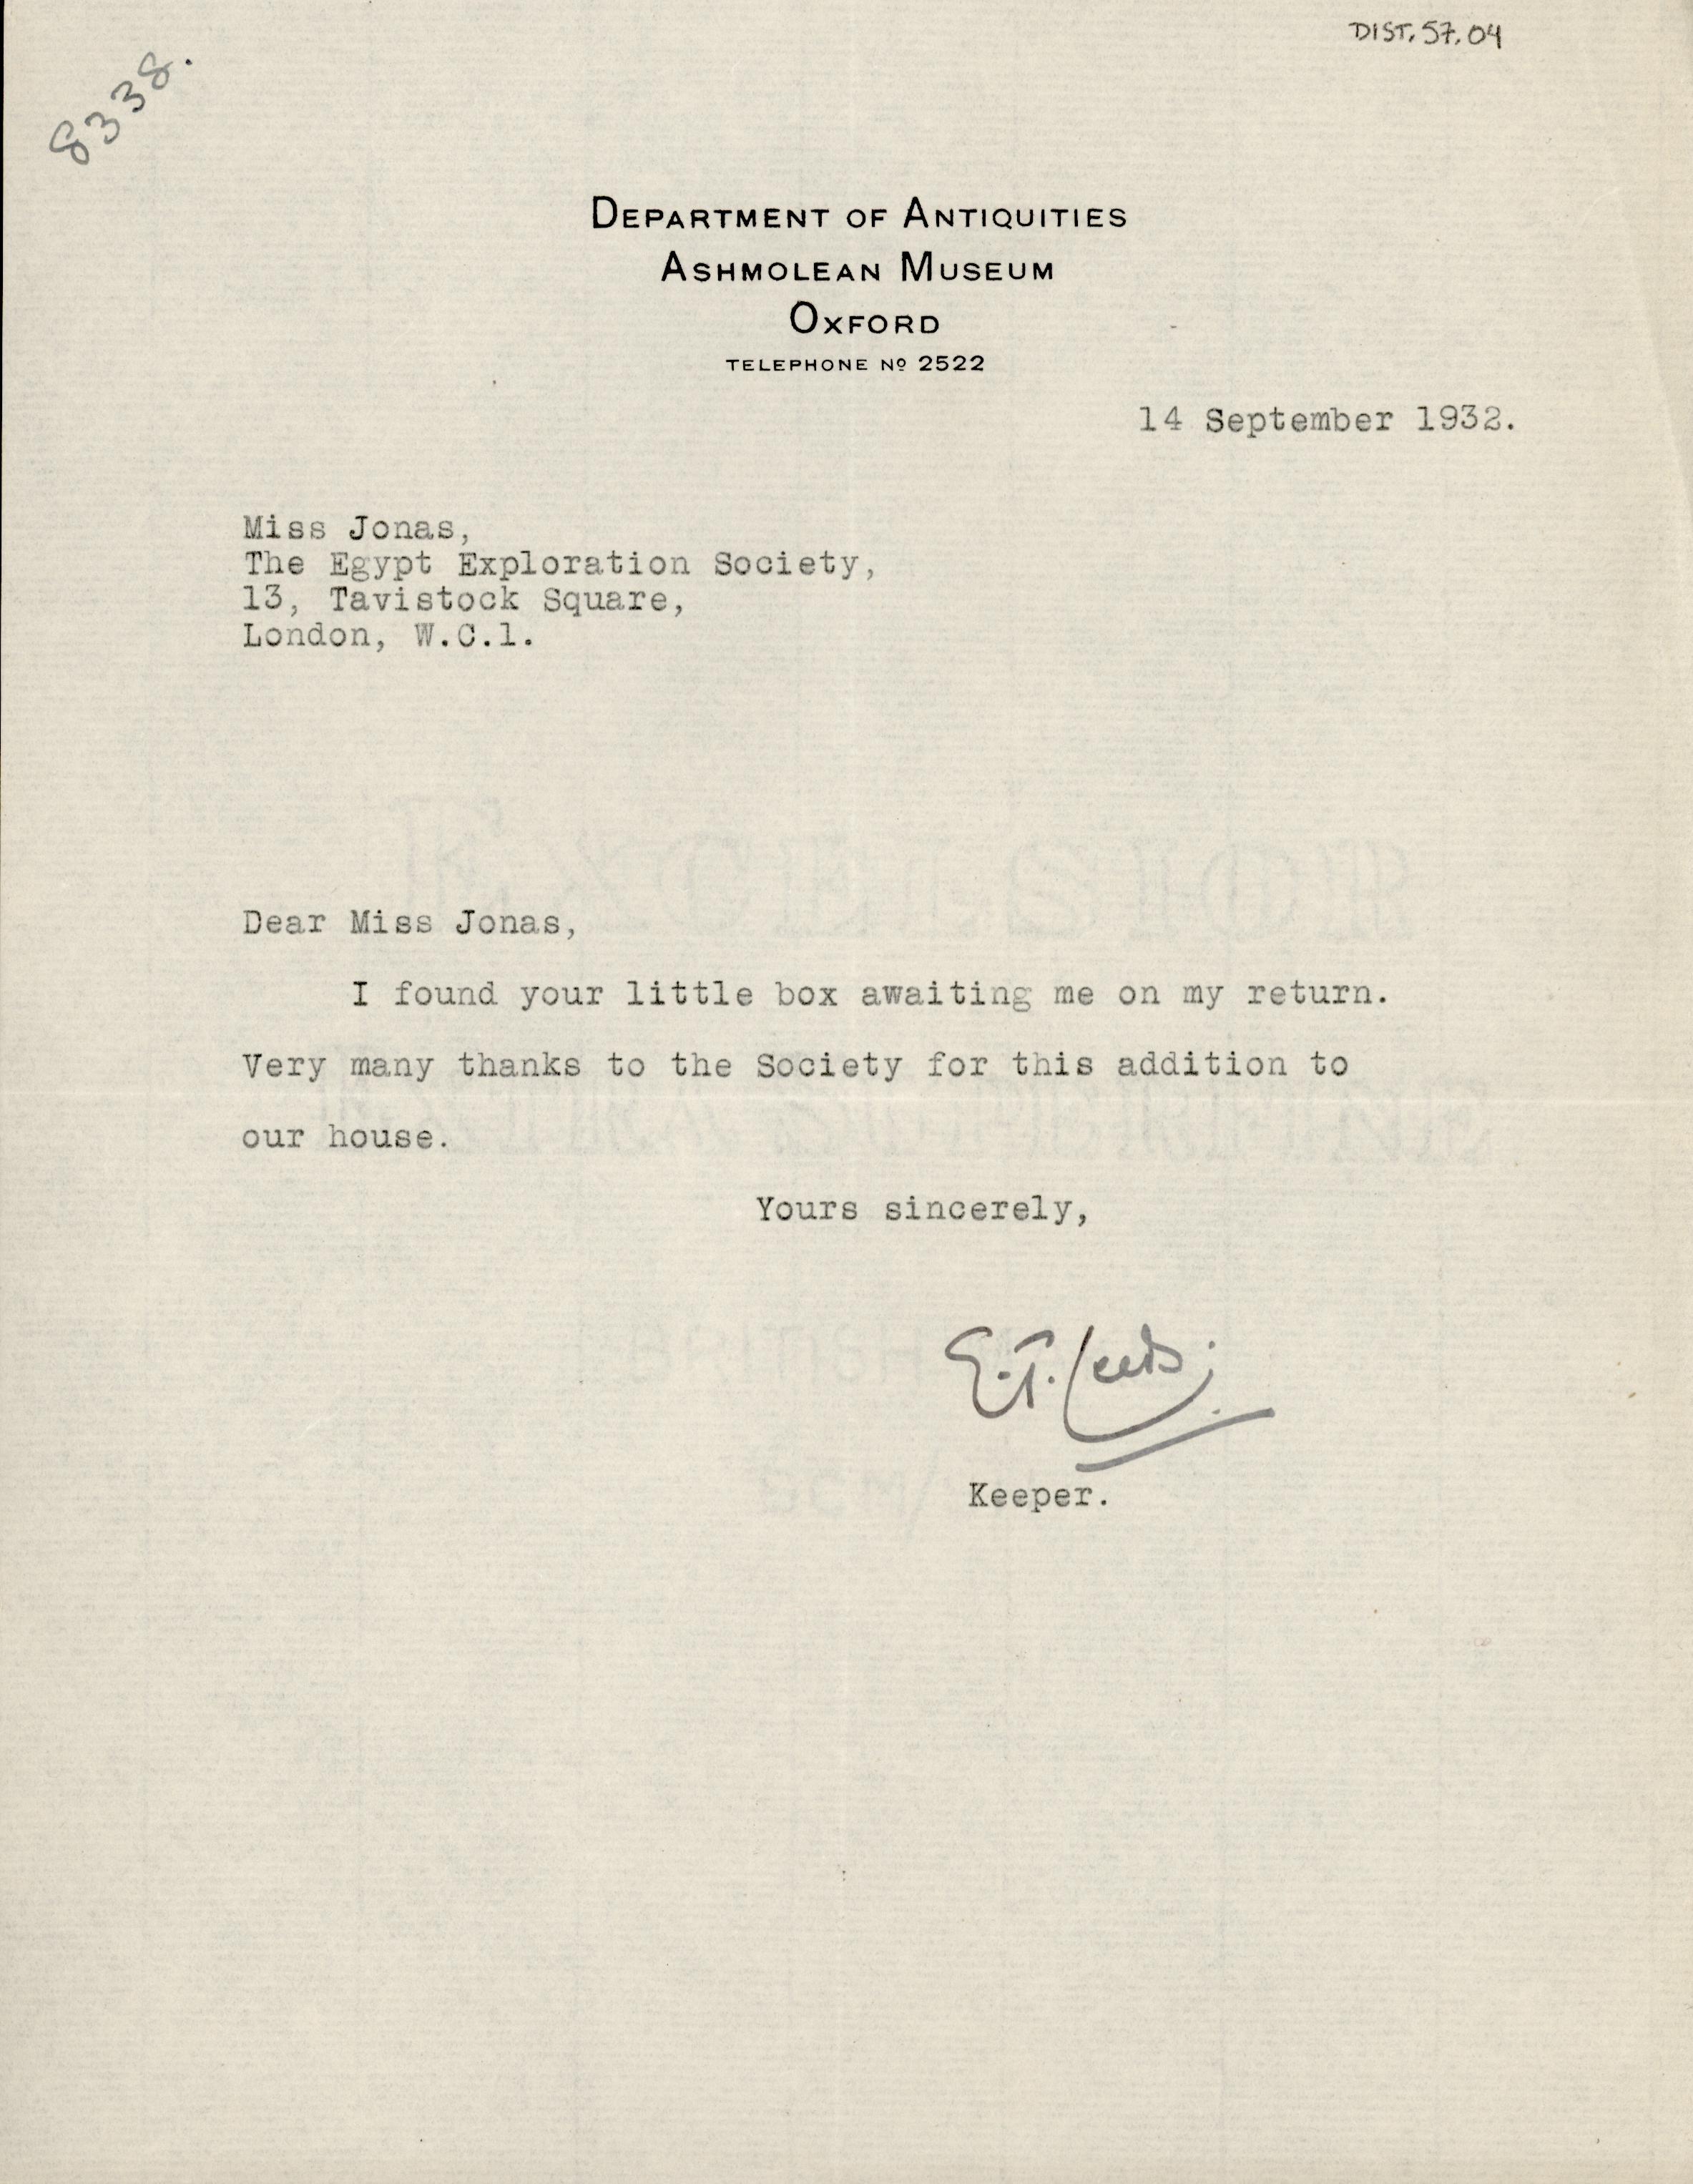 DIST.57.04
8338.
DEPARTMENT OF ANTIQUITIES
ASHMOLEAN MUSEUM
OXFORD
TELEPHONE Nº 2522
14 September 1932.
Miss Jonas,
The Egypt Exploration Society,
13, Tavistock Square,
London, W.C.1.
Dear Miss Jonas,
I found your little box awaiting me on my return.
Very many thanks to the Society for this addition to
our house.
Yours sincerely,
E.T. Leeds.
Keeper.